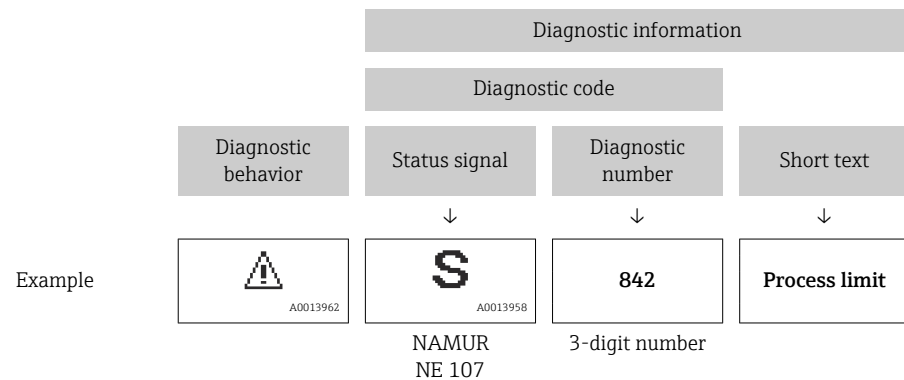 Diagnostic information
Diagnostic code
Diagnostic
behavior
Status signal
Diagnostic
number
Short text
↓ ↓ ↓
Example
A0013962
S
A0013958
842
Process limit
NAMUR
NE 107
3-digit number